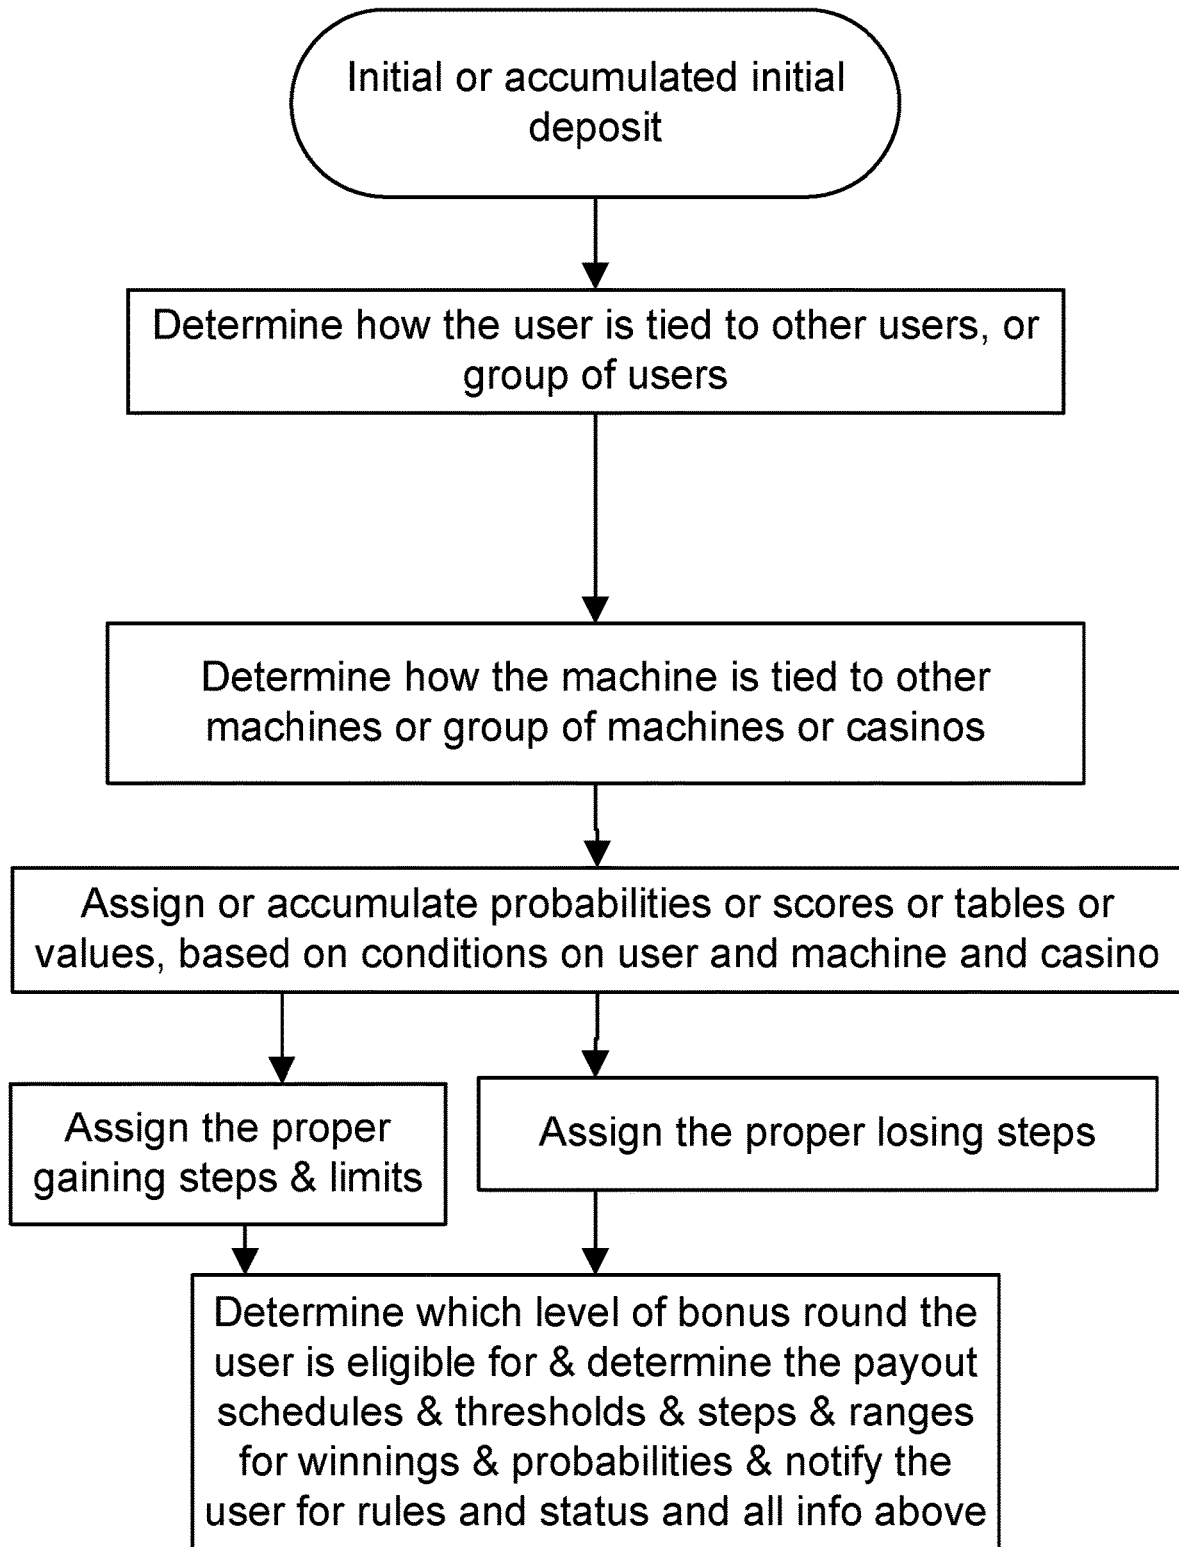 Initial or accumulated initial
deposit
Determine how the user is tied to other users, or
group of users
Determine how the machine is tied to other
machines or group of machines or casinos
Assign or accumulate probabilities or scores or tables or
values, based on conditions on user and machine and casino
Assign the proper
gaining steps & limits
Assign the proper losing steps
Determine which level of bonus round the
user is eligible for & determine the payout
schedules & thresholds & steps & ranges
for winnings & probabilities & notify the
user for rules and status and all info above